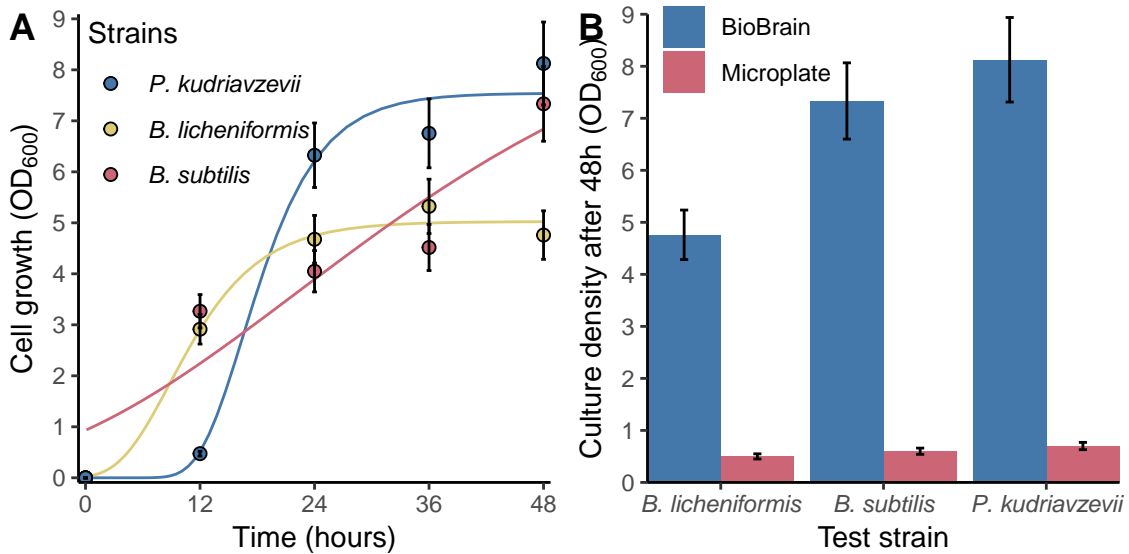 A
Strains
P. kudriavzevii
B. licheniformis
B. subtilis
Cell growth (OD600)
9
8
7
6
5
4
3
2
1
0
0 12 24 36 48
Time (hours)
B
BioBrain
Microplate
Culture density after 48h (OD600)
9
8
7
6
5
4
3
2
1
0
B. licheniformis B. subtilis P. kudriavzevii
Test strain